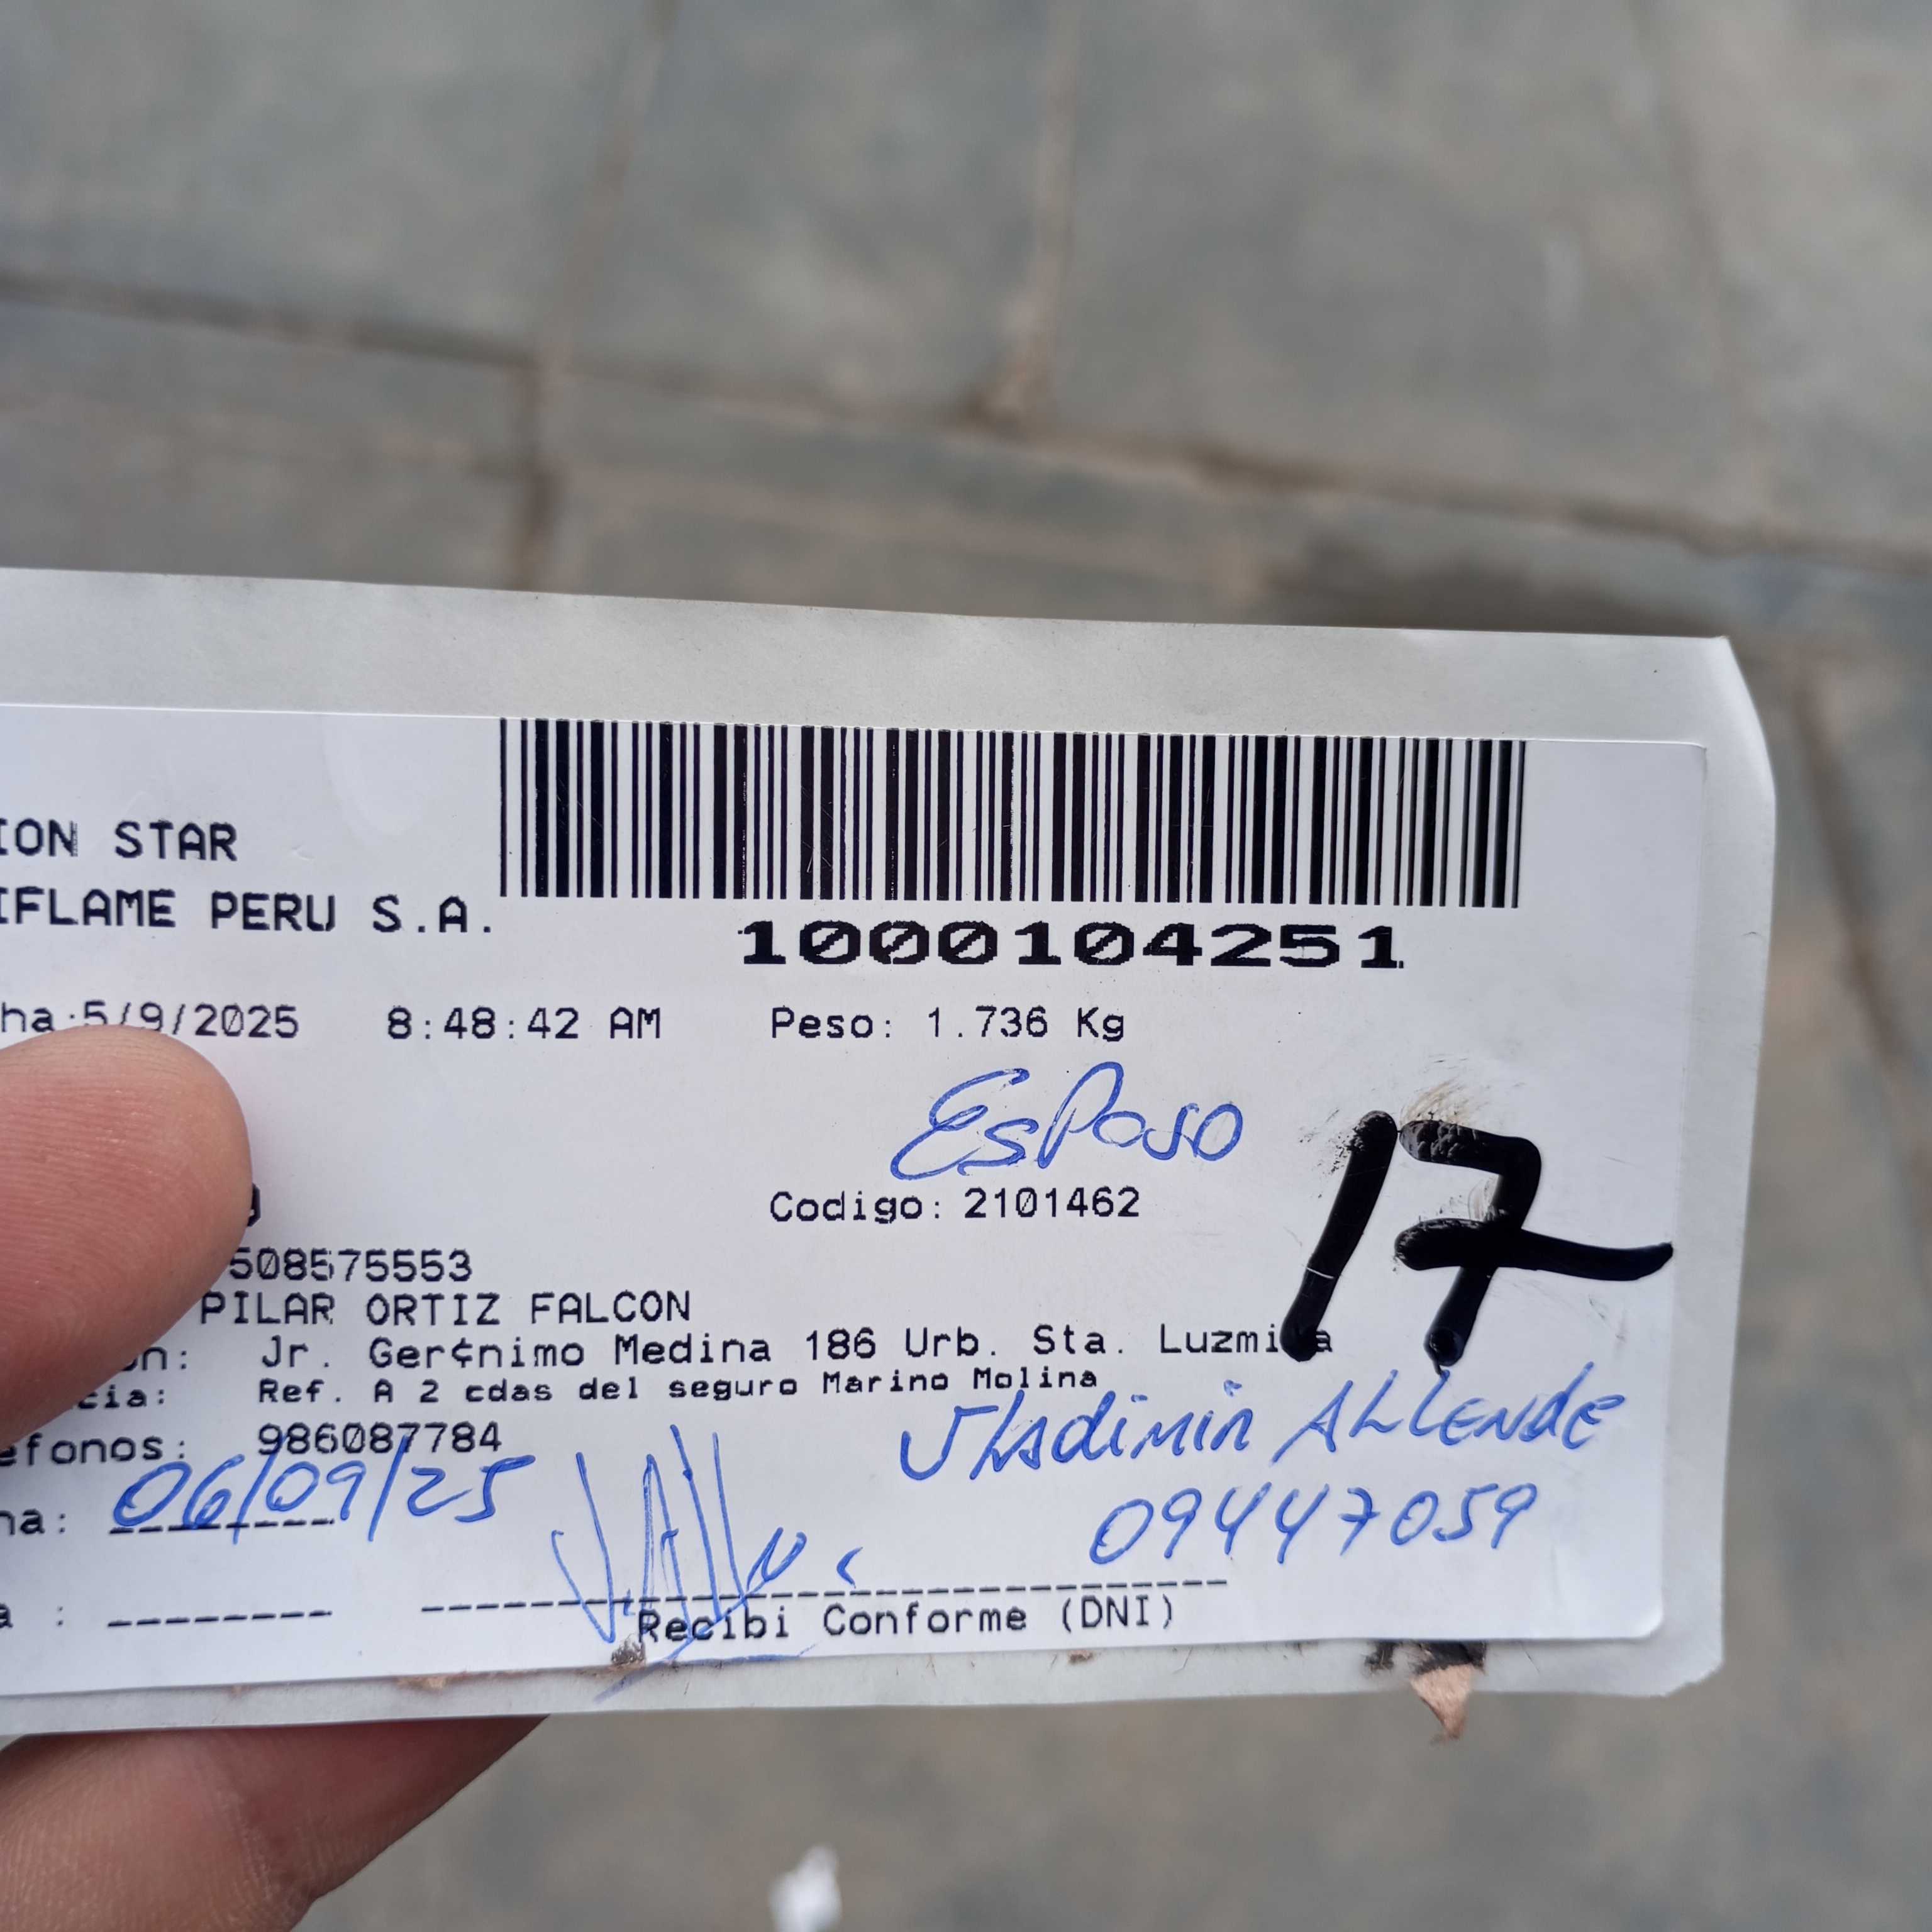 ION STAR
IFLAME PERU S.A.
1000104251
ha:5/9/2025 8:48:42 AM Peso: 1.736 Kg
Esposo
17
Codigo: 2101462
508575553
PILAR ORTIZ FALCON
ón: Jr. Ger¢nimo Medina 186 Urb. Sta. Luzmi a
cia: Ref. A 2 cdas del seguro Marino Molina
efonos: 986087784
Vladimir ALLENdE
ha: 06/09/25
09447059
a :
Recibi Conforme (DNI)